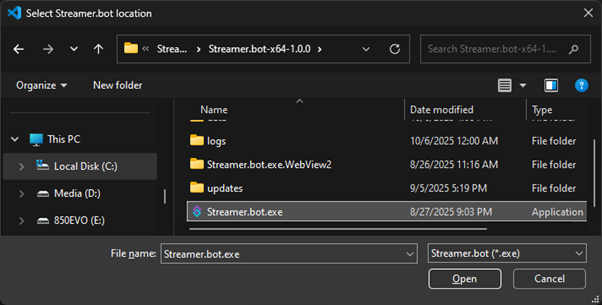 Select Streamer.bot location
Strea... Streamer.bot-x64-1.0.0 Search Streamer.bot-x64-1....
Organize New folder
Name Date modified Type
This PC
logs 10/6/2025 12:00 AM File folder
Local Disk (C:)
Streamer.bot.exe.WebView2 8/26/2025 11:16 AM File folder
Media (D:)
updates 9/5/2025 5:19 PM File folder
850EVO (E:)
Streamer.bot.exe 8/27/2025 9:03 PM Application
File name: Streamer.bot.exe Streamer.bot (*.exe)
Open Cancel